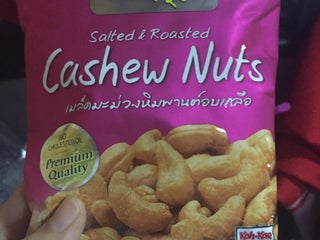 Salted & Roasted
Cashew Nuts
เมล็ดมะม่วงหิมพานต์อบเกลือ
NO
CHOLESTEROL
Premium
Quality
Koh-Kae